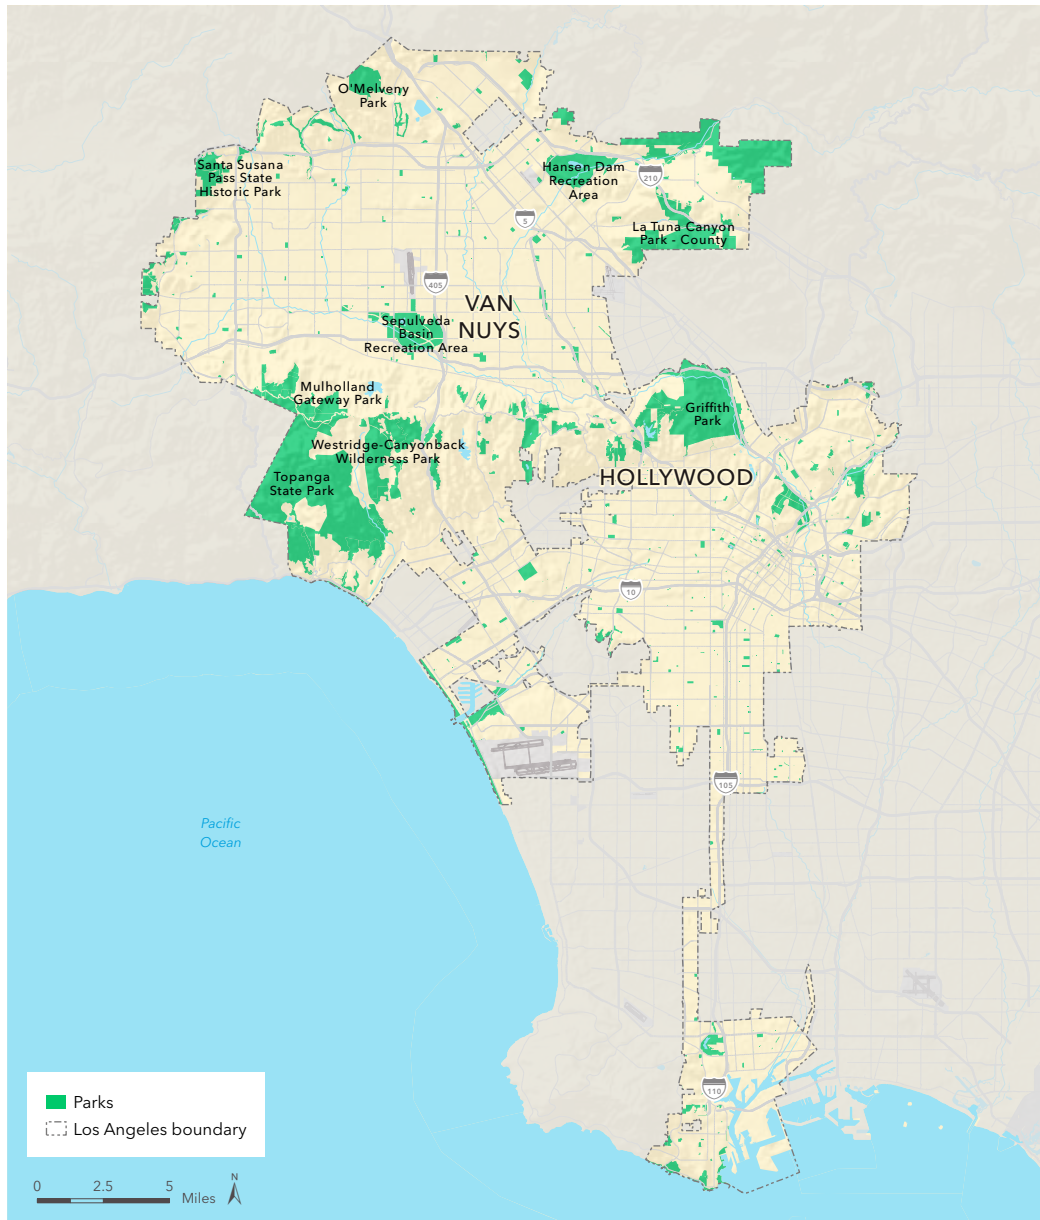 O'Melveny
Park
Santa Susana
Pass State
Historic Park
Hansen Dam
Recreation
Area
210
5
La Tuna Canyon
Park - County
405
VAN
NUYS
Sepulveda
Basin
Recreation Area
Mulholland
Gateway Park
Griffith
Park
Westridge-Canyonback
Wilderness Park
Topanga
State Park
HOLLYWOOD
10
105
Pacific
Ocean
110
Parks
Los Angeles boundary
0 2.5 5
Miles
N